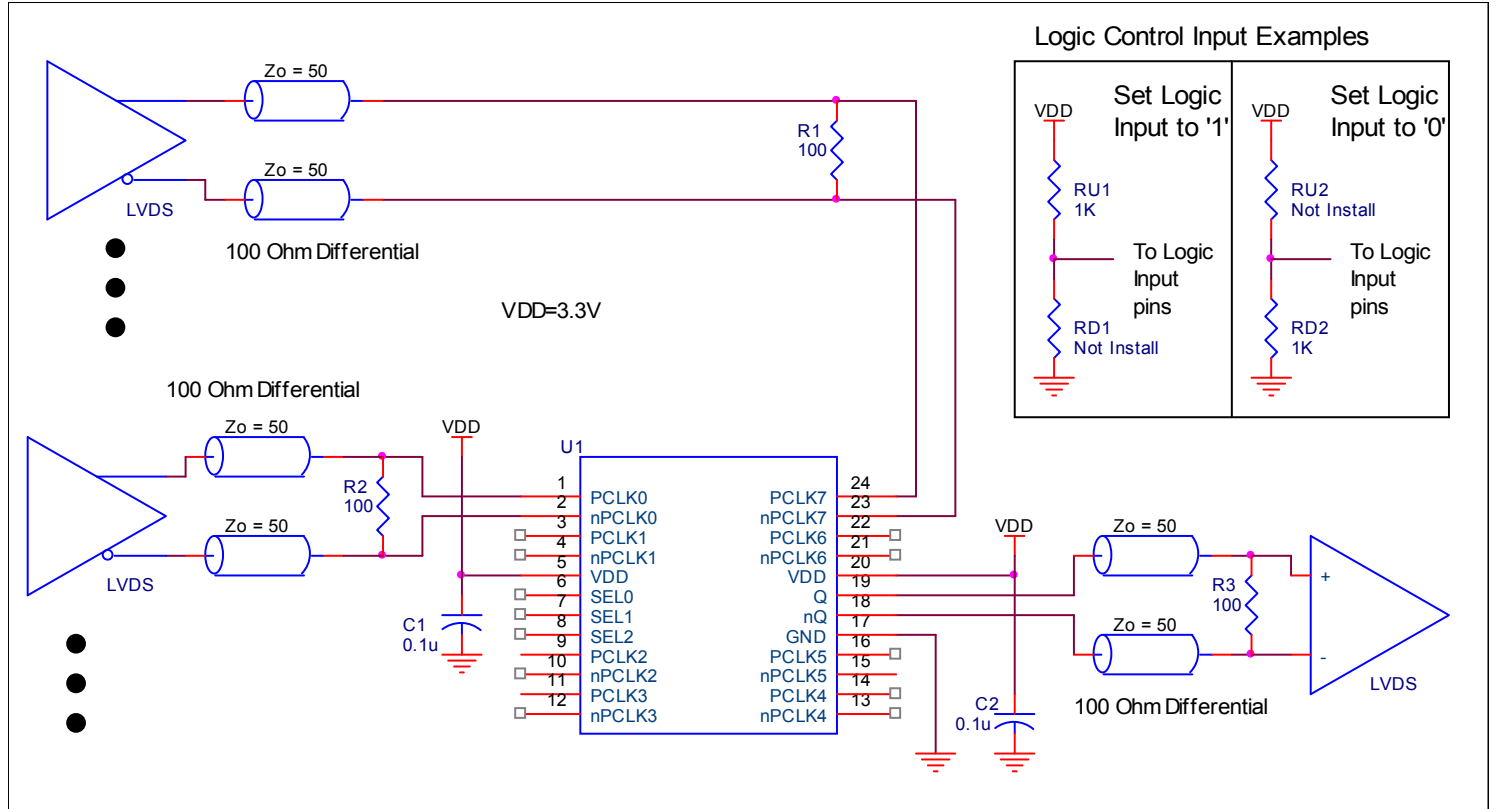 Logic Control Input Examples
Zo = 50
Zo = 50
LVDS
100 Ohm Differential
R1
100
VDD=3.3V
VDD
Set Logic
Input to '1'
RU1
1K
To Logic
Input
pins
RD1
Not Install
VDD
Set Logic
Input to '0'
RU2
Not Install
To Logic
Input
pins
RD2
1K
100 Ohm Differential
Zo = 50
Zo = 50
LVDS
R2
100
VDD
C1
0.1u
U1
1 PCLK0
2 nPCLK0
3 PCLK1
4 nPCLK1
5 VDD
6 SEL0
7 SEL1
8 SEL2
9 PCLK2
10 nPCLK2
11 PCLK3
12 nPCLK3
PCLK7 24
nPCLK7 23
PCLK6 22
nPCLK6 21
VDD 20
Q 19
nQ 18
GND 17
PCLK5 16
nPCLK5 15
PCLK4 14
nPCLK4 13
VDD
C2
0.1u
Zo = 50
Zo = 50
R3
100
+
-
LVDS
100 Ohm Differential